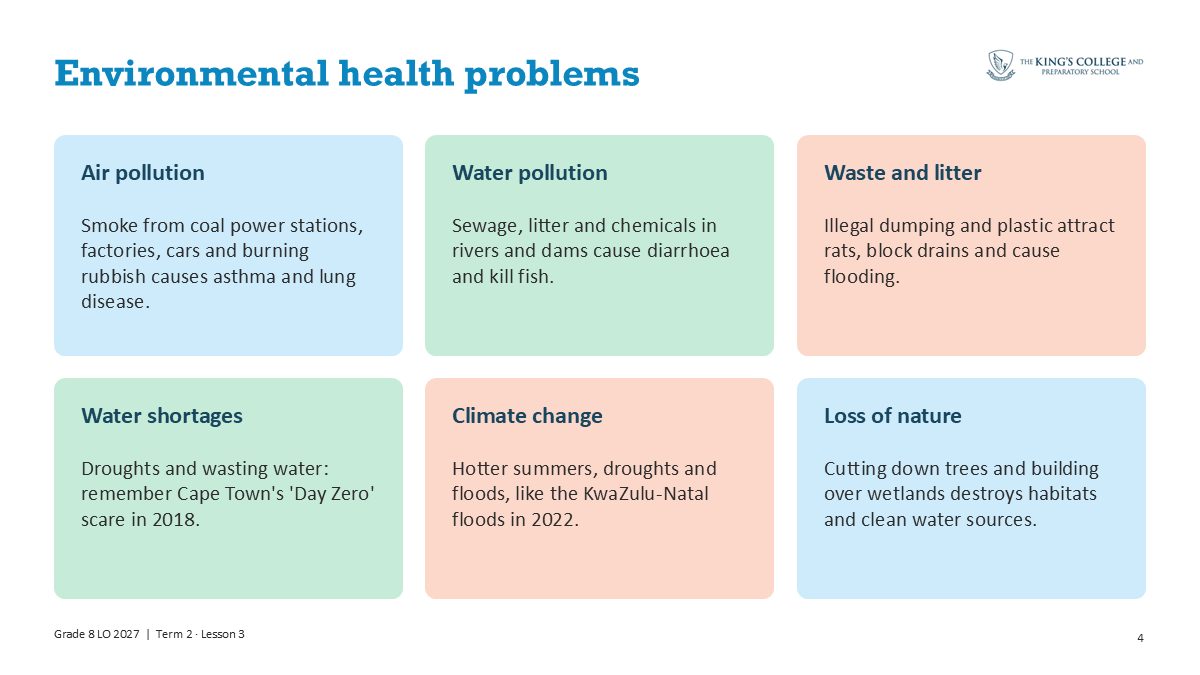 Environmental health problems
THE KING'S COLLEGE AND
PREPARATORY SCHOOL
Air pollution
Smoke from coal power stations,
factories, cars and burning
rubbish causes asthma and lung
disease.
Water pollution
Sewage, litter and chemicals in
rivers and dams cause diarrhoea
and kill fish.
Waste and litter
Illegal dumping and plastic attract
rats, block drains and cause
flooding.
Water shortages
Droughts and wasting water:
remember Cape Town's 'Day Zero'
scare in 2018.
Climate change
Hotter summers, droughts and
floods, like the KwaZulu-Natal
floods in 2022.
Loss of nature
Cutting down trees and building
over wetlands destroys habitats
and clean water sources.
Grade 8 LO 2027 | Term 2 · Lesson 3
4